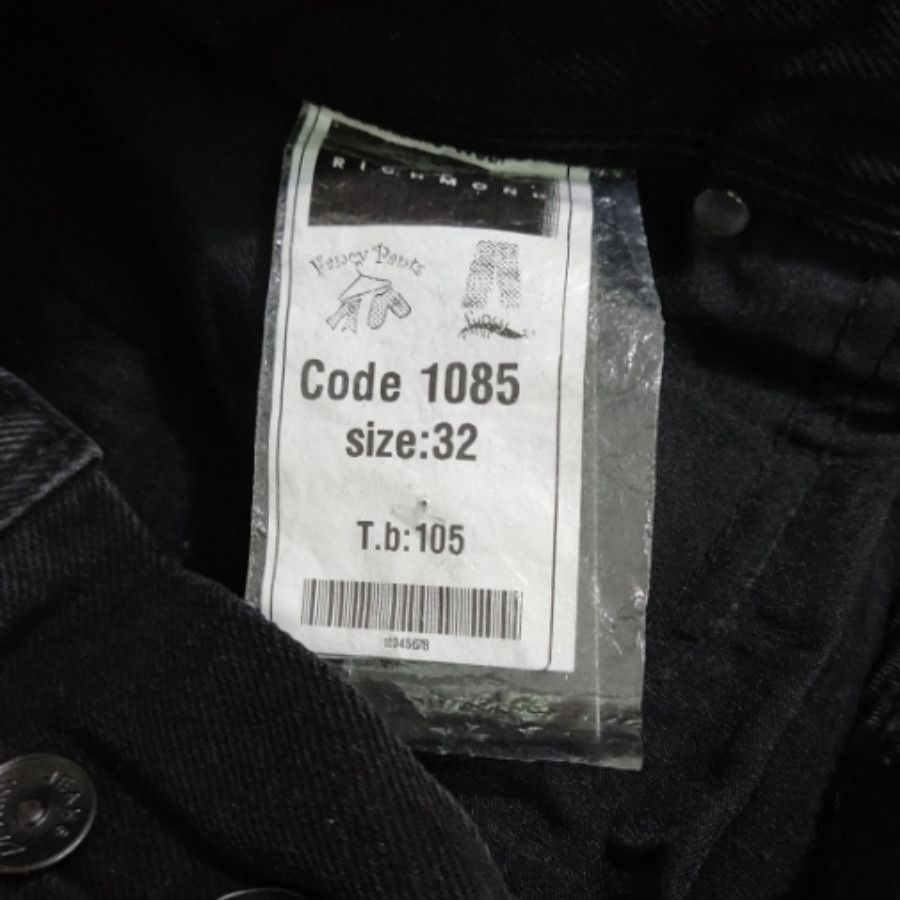 RICHMOND
Fancy Pants
Code 1085
size:32
T.b:105
12345678